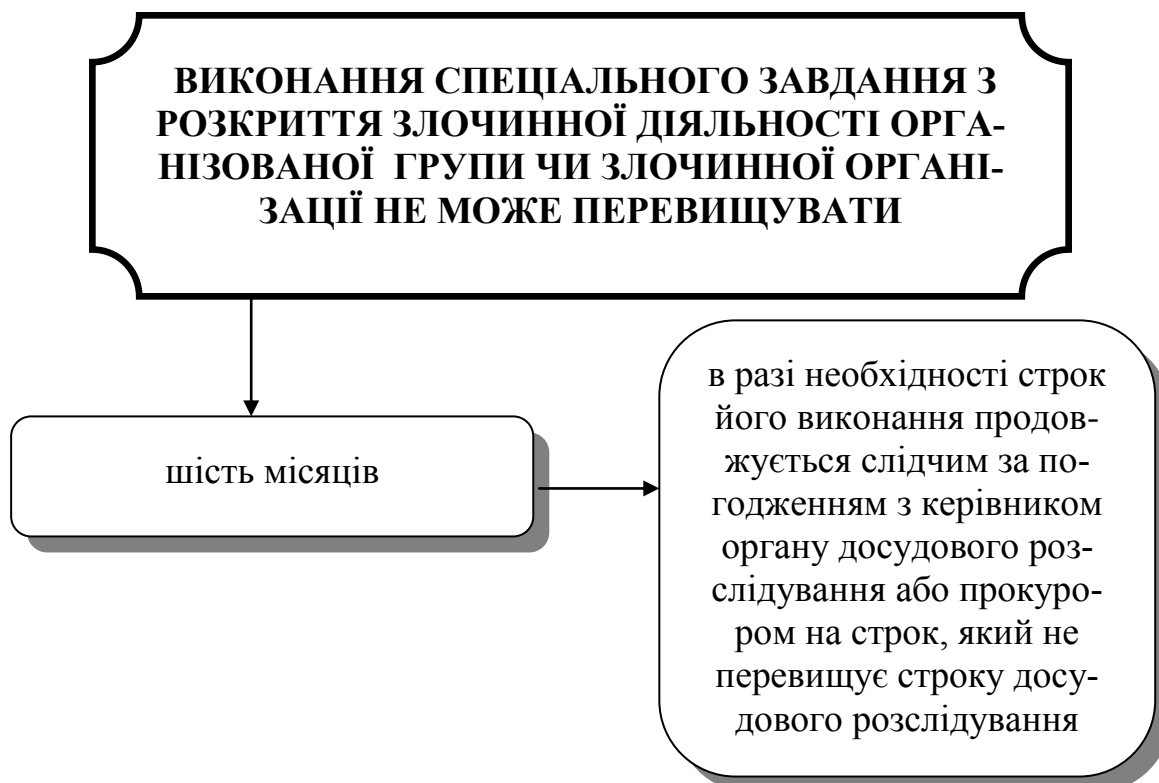 ВИКОНАННЯ СПЕЦІАЛЬНОГО ЗАВДАННЯ З
РОЗКРИТТЯ ЗЛОЧИННОЇ ДІЯЛЬНОСТІ ОРГА-
НІЗОВАНОЇ ГРУПИ ЧИ ЗЛОЧИННОЇ ОРГАНІ-
ЗАЦІЇ НЕ МОЖЕ ПЕРЕВИЩУВАТИ
шість місяців
в разі необхідності строк
його виконання продов-
жується слідчим за по-
годженням з керівником
органу досудового роз-
слідування або прокуро-
ром на строк, який не
перевищує строку досу-
дового розслідування